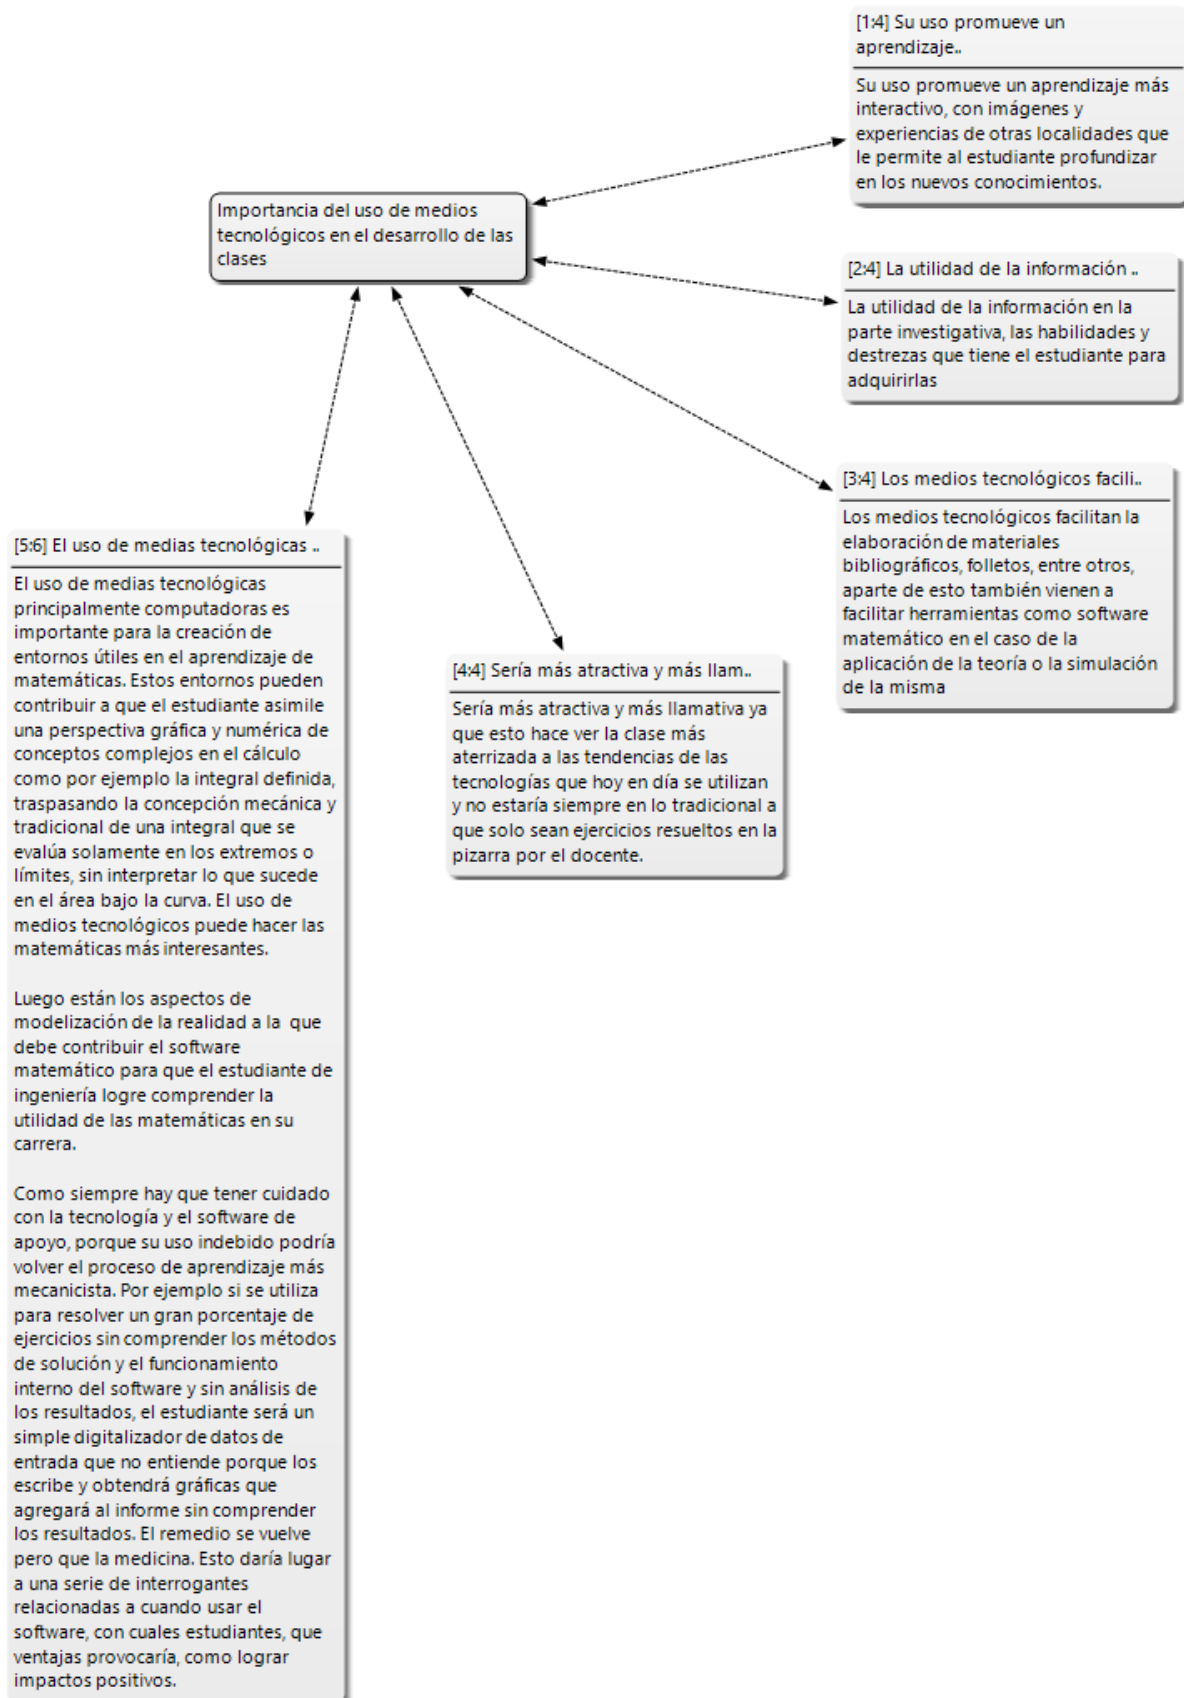 [1:4] Su uso promueve un
aprendizaje..
Su uso promueve un aprendizaje más
interactivo, con imágenes y
experiencias de otras localidades que
le permite al estudiante profundizar
en los nuevos conocimientos.
Importancia del uso de medios
tecnológicos en el desarrollo de las
clases
[2:4] La utilidad de la información ..
La utilidad de la información en la
parte investigativa, las habilidades y
destrezas que tiene el estudiante para
adquirirlas
[3:4] Los medios tecnológicos facili..
Los medios tecnológicos facilitan la
elaboración de materiales
bibliográficos, folletos, entre otros,
aparte de esto también vienen a
facilitar herramientas como software
matemático en el caso de la
aplicación de la teoría o la simulación
de la misma
[4:4] Sería más atractiva y más llam..
Sería más atractiva y más llamativa ya
que esto hace ver la clase más
aterrizada a las tendencias de las
tecnologías que hoy en día se utilizan
y no estaría siempre en lo tradicional a
que solo sean ejercicios resueltos en la
pizarra por el docente.
[5:6] El uso de medias tecnológicas ..
El uso de medias tecnológicas
principalmente computadoras es
importante para la creación de
entornos útiles en el aprendizaje de
matemáticas. Estos entornos pueden
contribuir a que el estudiante asimile
una perspectiva gráfica y numérica de
conceptos complejos en el cálculo
como por ejemplo la integral definida,
traspasando la concepción mecánica y
tradicional de una integral que se
evalúa solamente en los extremos o
límites, sin interpretar lo que sucede
en el área bajo la curva. El uso de
medios tecnológicos puede hacer las
matemáticas más interesantes.
Luego están los aspectos de
modelización de la realidad a la que
debe contribuir el software
matemático para que el estudiante de
ingeniería logre comprender la
utilidad de las matemáticas en su
carrera.
Como siempre hay que tener cuidado
con la tecnología y el software de
apoyo, porque su uso indebido podría
volver el proceso de aprendizaje más
mecanicista. Por ejemplo si se utiliza
para resolver un gran porcentaje de
ejercicios sin comprender los métodos
de solución y el funcionamiento
interno del software y sin análisis de
los resultados, el estudiante será un
simple digitalizador de datos de
entrada que no entiende porque los
escribe y obtendrá gráficas que
agregará al informe sin comprender
los resultados. El remedio se vuelve
pero que la medicina. Esto daría lugar
a una serie de interrogantes
relacionadas a cuando usar el
software, con cuales estudiantes, que
ventajas provocaría, como lograr
impactos positivos.